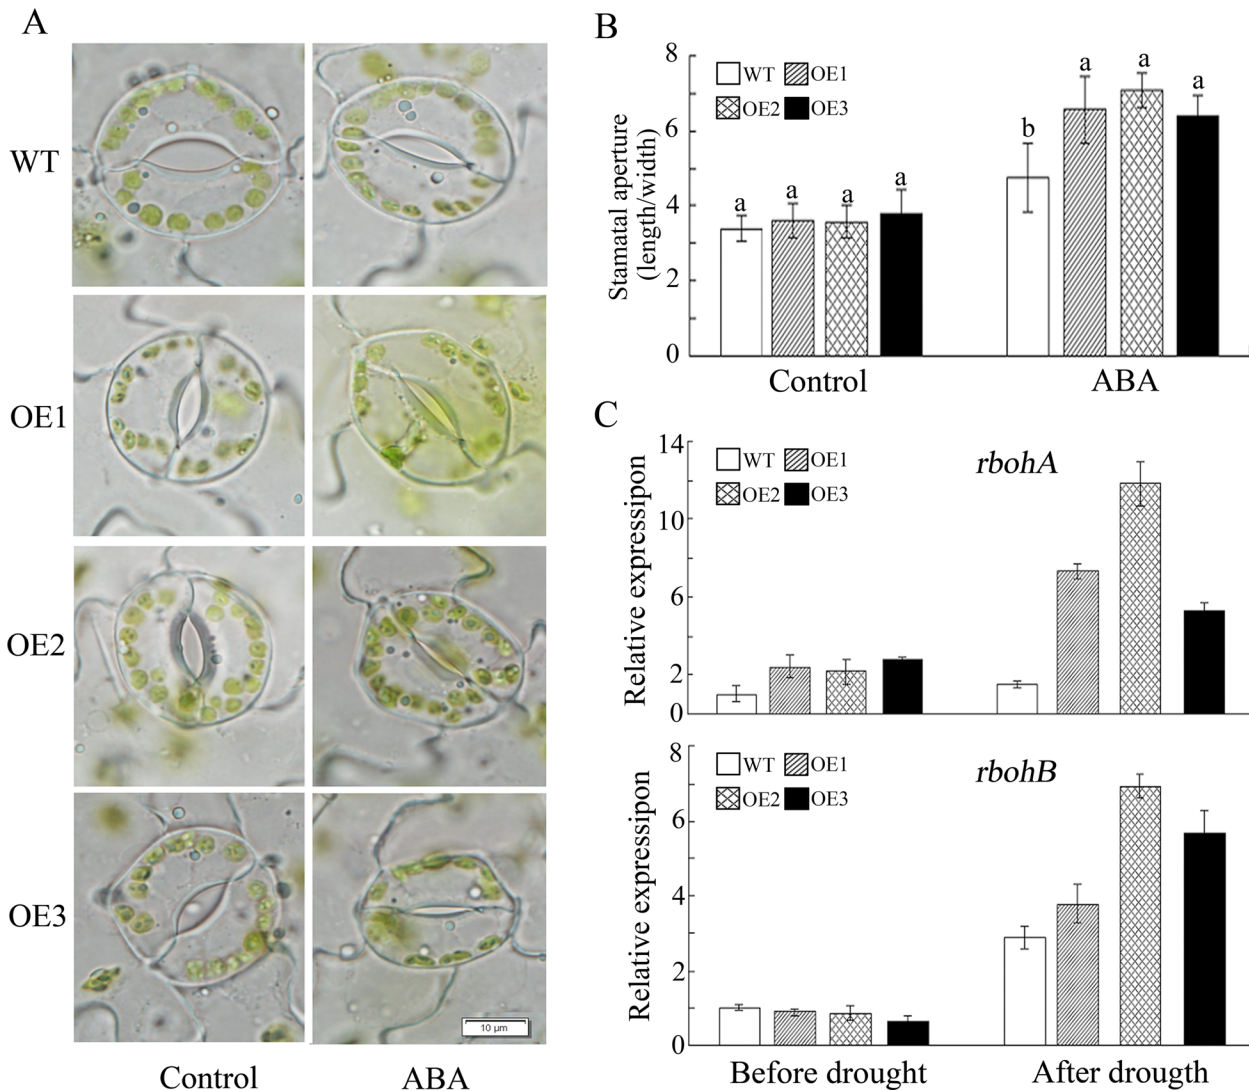 A
WT
OE1
OE2
OE3
Control ABA
10 µm
B
Stamatal aperture
(length/width)
8
6
4
2
0
WT OE1
OE2 OE3
a a a a
b a a a
Control ABA
C
Relative expressipon
14
10
6
2
0
WT OE1
OE2 OE3
rbohA
Relative expressipon
8
6
4
2
0
WT OE1
OE2 OE3
rbohB
Before drought After drougth